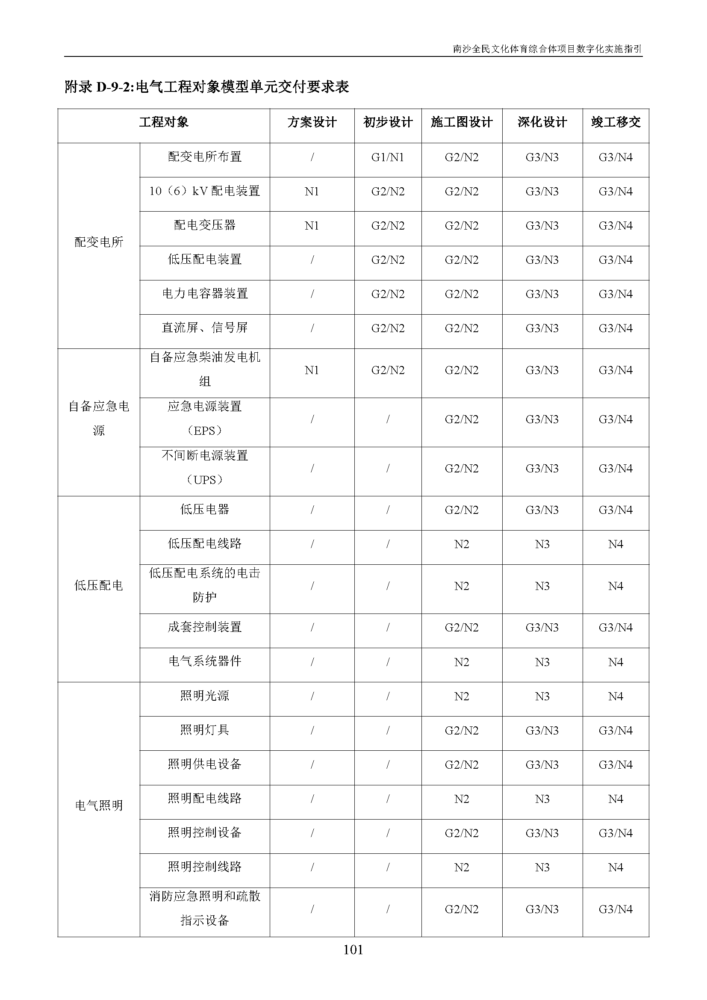 南沙全民文化体育综合体项目数字化实施指引
附录 D-9-2:电气工程对象模型单元交付要求表
工程对象 方案设计 初步设计 施工图设计 深化设计 竣工移交
配变电所
配变电所布置 / G1/N1 G2/N2 G3/N3 G3/N4
10（6）kV 配电装置 N1 G2/N2 G2/N2 G3/N3 G3/N4
配电变压器 N1 G2/N2 G2/N2 G3/N3 G3/N4
低压配电装置 / G2/N2 G2/N2 G3/N3 G3/N4
电力电容器装置 / G2/N2 G2/N2 G3/N3 G3/N4
直流屏、信号屏 / G2/N2 G2/N2 G3/N3 G3/N4
自备应急电
源
自备应急柴油发电机
组 N1 G2/N2 G2/N2 G3/N3 G3/N4
应急电源装置
（EPS） / / G2/N2 G3/N3 G3/N4
不间断电源装置
（UPS） / / G2/N2 G3/N3 G3/N4
低压配电
低压电器 / / G2/N2 G3/N3 G3/N4
低压配电线路 / / N2 N3 N4
低压配电系统的电击
防护 / / N2 N3 N4
成套控制装置 / / G2/N2 G3/N3 G3/N4
电气系统器件 / / N2 N3 N4
电气照明
照明光源 / / N2 N3 N4
照明灯具 / / G2/N2 G3/N3 G3/N4
照明供电设备 / / G2/N2 G3/N3 G3/N4
照明配电线路 / / N2 N3 N4
照明控制设备 / / G2/N2 G3/N3 G3/N4
照明控制线路 / / N2 N3 N4
消防应急照明和疏散
指示设备 / / G2/N2 G3/N3 G3/N4
101